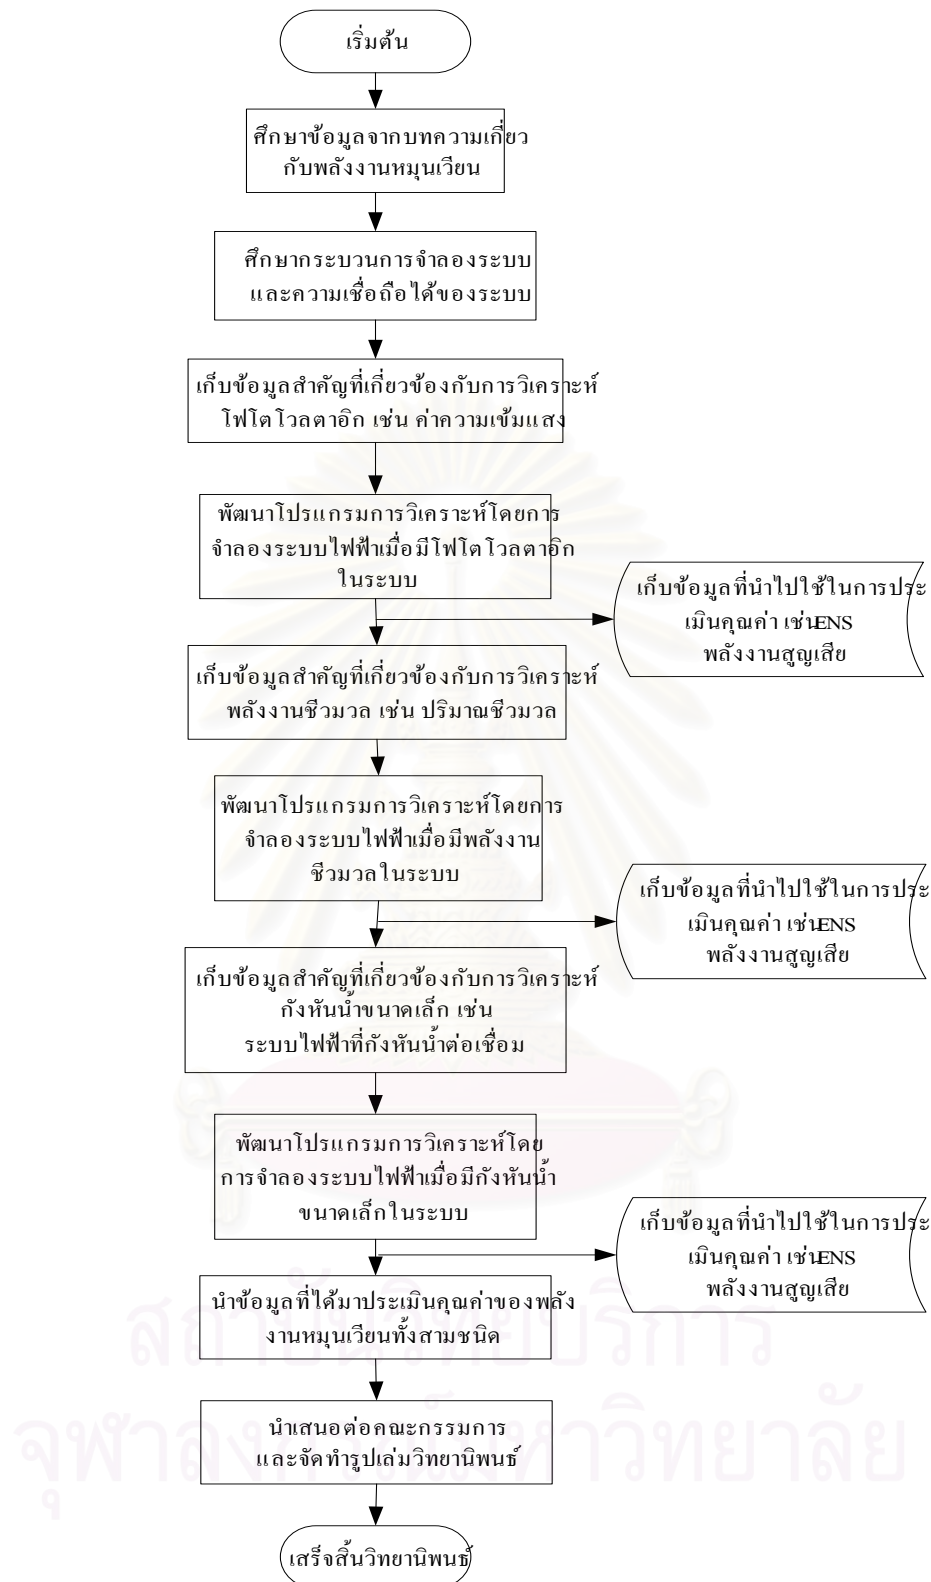 เริ่มต้น
ศึกษาข้อมูลจากบทความเกี่ยว
กับพลังงานหมุนเวียน
ศึกษากระบวนการจำลองระบบ
และความเชื่อถือได้ของระบบ
เก็บข้อมูลสำคัญที่เกี่ยวข้องกับการวิเคราะห์
โฟโตโวลตาอิก เช่น ค่าความเข้มแสง
พัฒนาโปรแกรมการวิเคราะห์โดยการ
จำลองระบบไฟฟ้าเมื่อมีโฟโตโวลตาอิก
ในระบบ
เก็บข้อมูลที่นำไปใช้ในการประ
เมินคุณค่า เช่นENS
พลังงานสูญเสีย
เก็บข้อมูลสำคัญที่เกี่ยวข้องกับการวิเคราะห์
พลังงานชีวมวล เช่น ปริมาณชีวมวล
พัฒนาโปรแกรมการวิเคราะห์โดยการ
จำลองระบบไฟฟ้าเมื่อมีพลังงาน
ชีวมวลในระบบ
เก็บข้อมูลที่นำไปใช้ในการประ
เมินคุณค่า เช่นENS
พลังงานสูญเสีย
เก็บข้อมูลสำคัญที่เกี่ยวข้องกับการวิเคราะห์
กังหันน้ำขนาดเล็ก เช่น
ระบบไฟฟ้าที่กังหันน้ำต่อเชื่อม
พัฒนาโปรแกรมการวิเคราะห์โดย
การจำลองระบบไฟฟ้าเมื่อมีกังหันน้ำ
ขนาดเล็กในระบบ
เก็บข้อมูลที่นำไปใช้ในการประ
เมินคุณค่า เช่นENS
พลังงานสูญเสีย
นำข้อมูลที่ได้มาประเมินคุณค่าของพลัง
งานหมุนเวียนทั้งสามชนิด
นำเสนอต่อคณะกรรมการ
และจัดทำรูปเล่มวิทยานิพนธ์
เสร็จสิ้นวิทยานิพนธ์
สถาบันวิทยบริการ
จุฬาลงกรณ์มหาวิทยาลัย